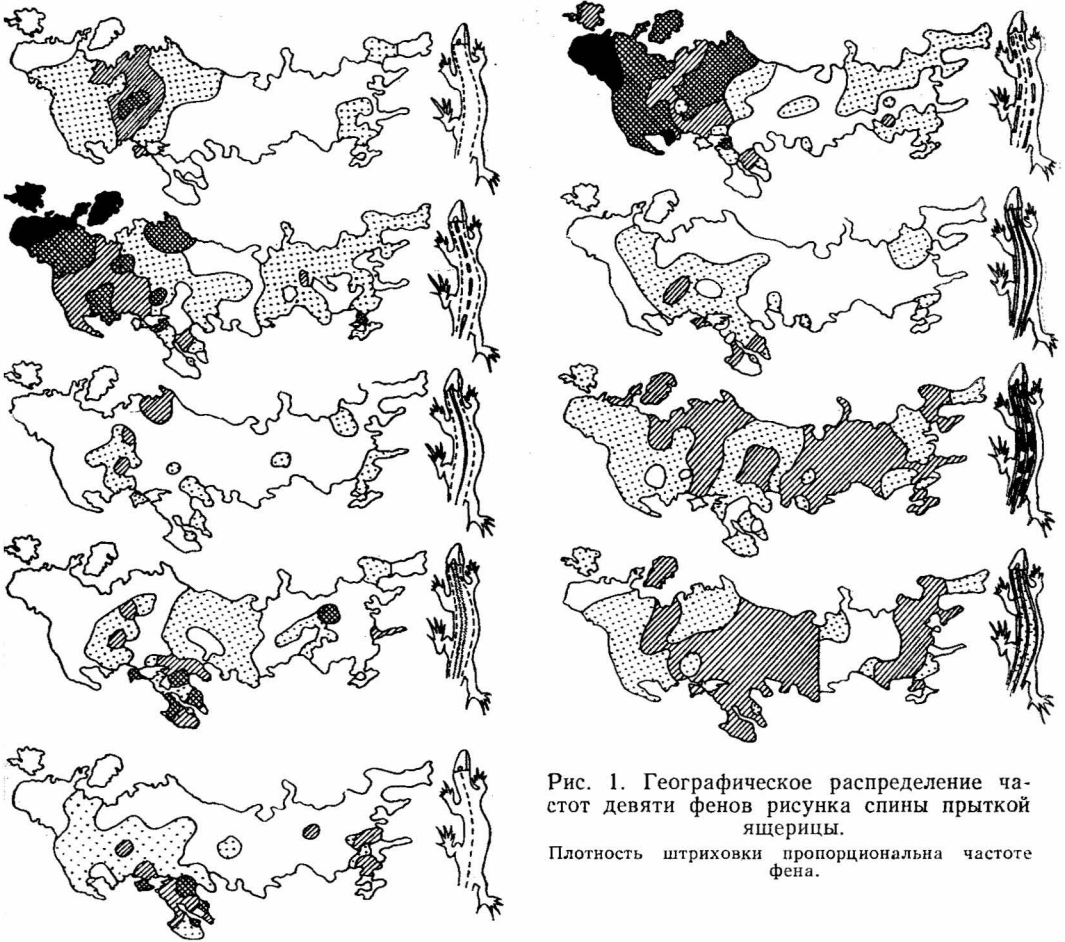 Рис. 1. Географическое распределение ча-
стот девяти фенов рисунка спины прыткой
ящерицы.
Плотность штриховки пропорциональна частоте
фена.